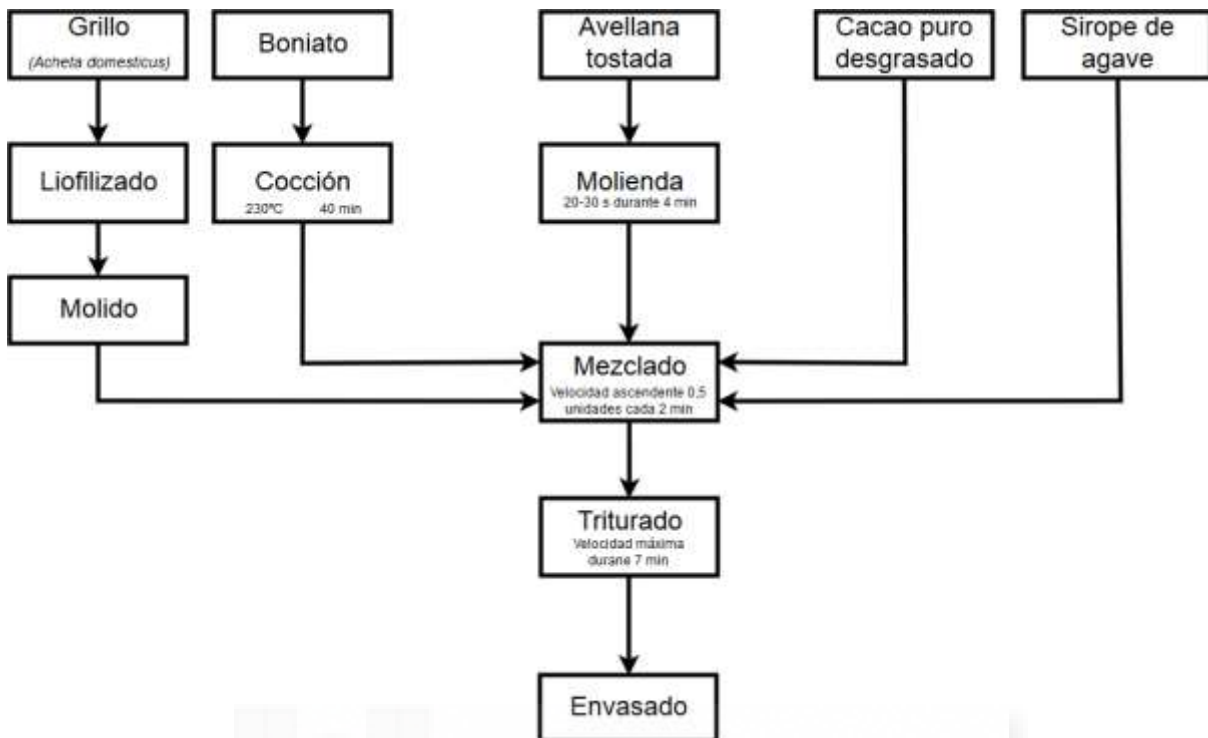 Grillo
(Acheta domesticus)
Boniato
Avellana
tostada
Cacao puro
desgrasado
Sirope de
agave
Liofilizado
Cocción
230ºC 40 min
Molienda
20-30 s durante 4 min
Molido
Mezclado
Velocidad ascendente 0,5
unidades cada 2 min
Triturado
Velocidad máxima
durane 7 min
Envasado